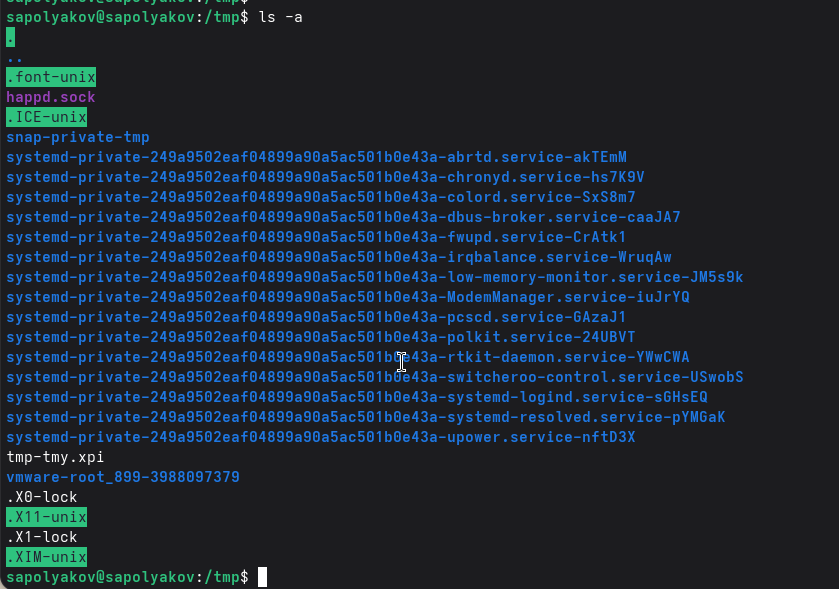 sapolyakov@sapolyakov:/tmp$ ls -a
.
..
.font-unix
happd.sock
.ICE-unix
snap-private-tmp
systemd-private-249a9502eaf04899a90a5ac501b0e43a-abrtd.service-akTEmM
systemd-private-249a9502eaf04899a90a5ac501b0e43a-chronyd.service-hs7K9V
systemd-private-249a9502eaf04899a90a5ac501b0e43a-colord.service-SxS8m7
systemd-private-249a9502eaf04899a90a5ac501b0e43a-dbus-broker.service-caaJA7
systemd-private-249a9502eaf04899a90a5ac501b0e43a-fwupd.service-CrAtk1
systemd-private-249a9502eaf04899a90a5ac501b0e43a-irqbalance.service-WruqAw
systemd-private-249a9502eaf04899a90a5ac501b0e43a-low-memory-monitor.service-JM5s9k
systemd-private-249a9502eaf04899a90a5ac501b0e43a-ModemManager.service-iuJrYQ
systemd-private-249a9502eaf04899a90a5ac501b0e43a-pcscd.service-GAzaJ1
systemd-private-249a9502eaf04899a90a5ac501b0e43a-polkit.service-24UBVT
systemd-private-249a9502eaf04899a90a5ac501b0e43a-rtkit-daemon.service-YWwCWA
systemd-private-249a9502eaf04899a90a5ac501b0e43a-switcheroo-control.service-USwobS
systemd-private-249a9502eaf04899a90a5ac501b0e43a-systemd-logind.service-sGHsEQ
systemd-private-249a9502eaf04899a90a5ac501b0e43a-systemd-resolved.service-pYMGaK
systemd-private-249a9502eaf04899a90a5ac501b0e43a-upower.service-nftD3X
tmp-tmy.xpi
vmware-root_899-3988097379
.X0-lock
.X11-unix
.X1-lock
.XIM-unix
sapolyakov@sapolyakov:/tmp$